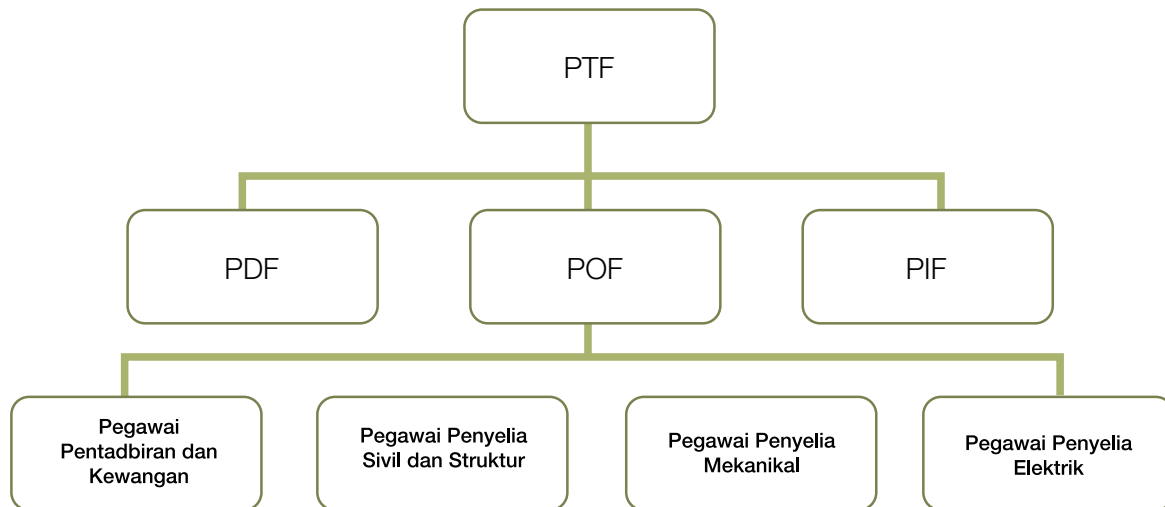 PTF
PDF
POF
PIF
Pegawai
Pentadbiran dan
Kewangan
Pegawai Penyelia
Sivil dan Struktur
Pegawai Penyelia
Mekanikal
Pegawai Penyelia
Elektrik